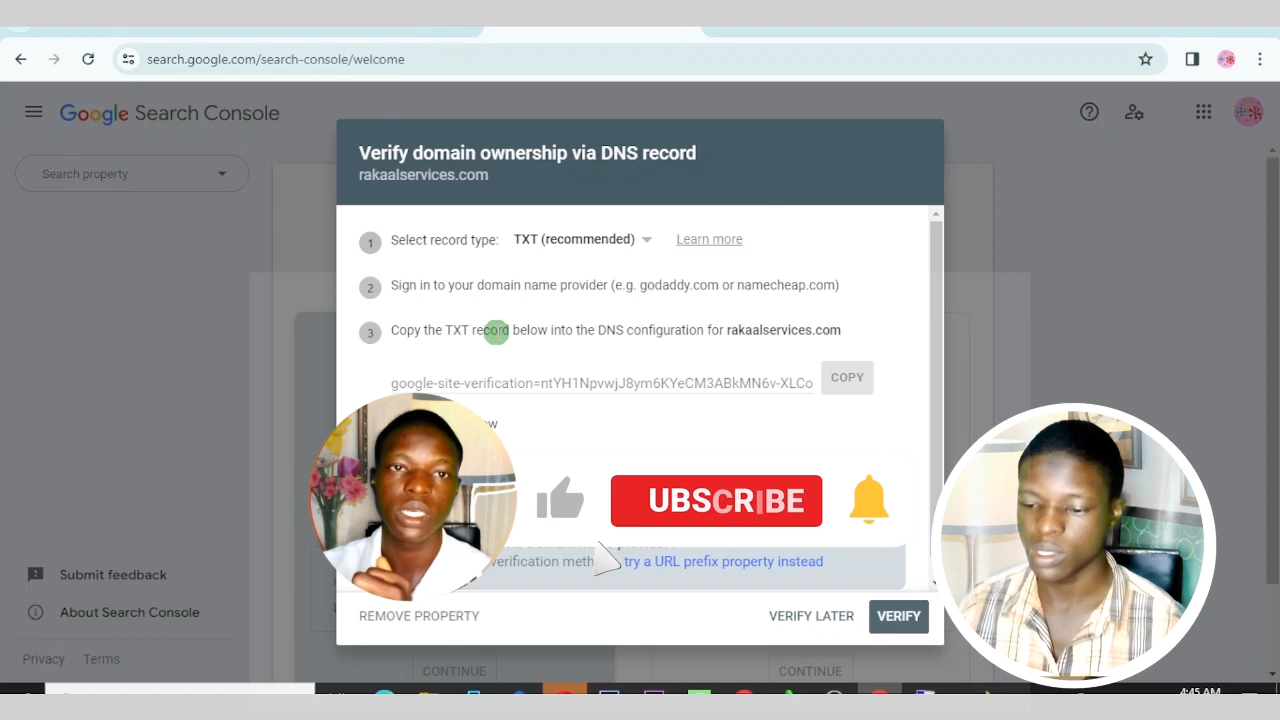 search.google.com/search-console/welcome
Google Search Console
Search property
Verify domain ownership via DNS record
rakaalservices.com
1 Select record type: TXT (recommended) Learn more
2 Sign in to your domain name provider (e.g. godaddy.com or namecheap.com)
3 Copy the TXT record below into the DNS configuration for rakaalservices.com
google-site-verification=ntYH1NpvwjJ8ym6KYeCM3ABkMN6v-XLCo COPY
UBSCRIBE
try a URL prefix property instead
Submit feedback
About Search Console
REMOVE PROPERTY VERIFY LATER VERIFY
Privacy Terms
CONTINUE CONTINUE
4:45 AM